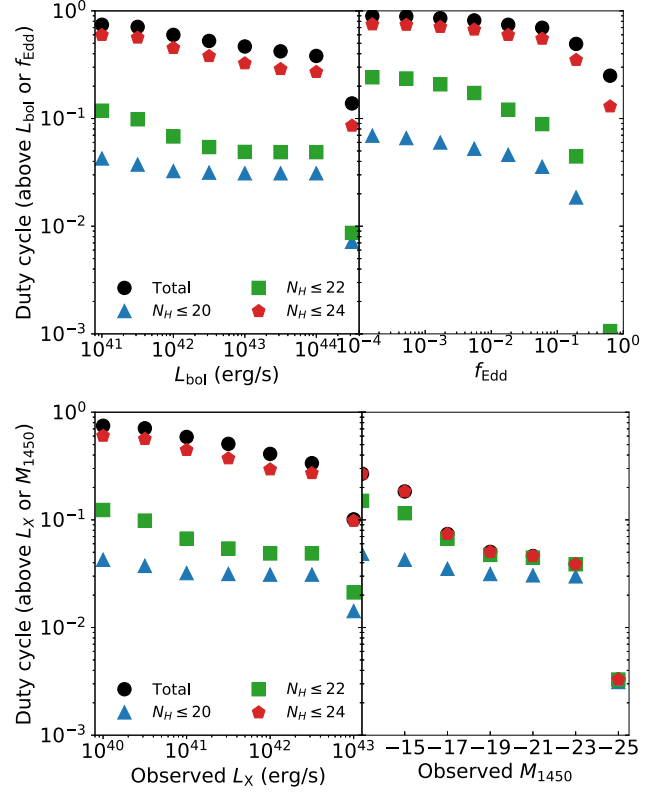 Duty cycle (above L_bol or f_Edd)
10^0
10^-1
10^-2
10^-3
Total
N_H ≤ 20
N_H ≤ 22
N_H ≤ 24
10^41 10^42 10^43 10^44
L_bol (erg/s)
10^-4 10^-3 10^-2 10^-1 10^0
f_Edd
Duty cycle (above L_X or M_1450)
10^0
10^-1
10^-2
10^-3
Total
N_H ≤ 20
N_H ≤ 22
N_H ≤ 24
10^40 10^41 10^42 10^43
Observed L_X (erg/s)
−15 −17 −19 −21 −23 −25
Observed M_1450